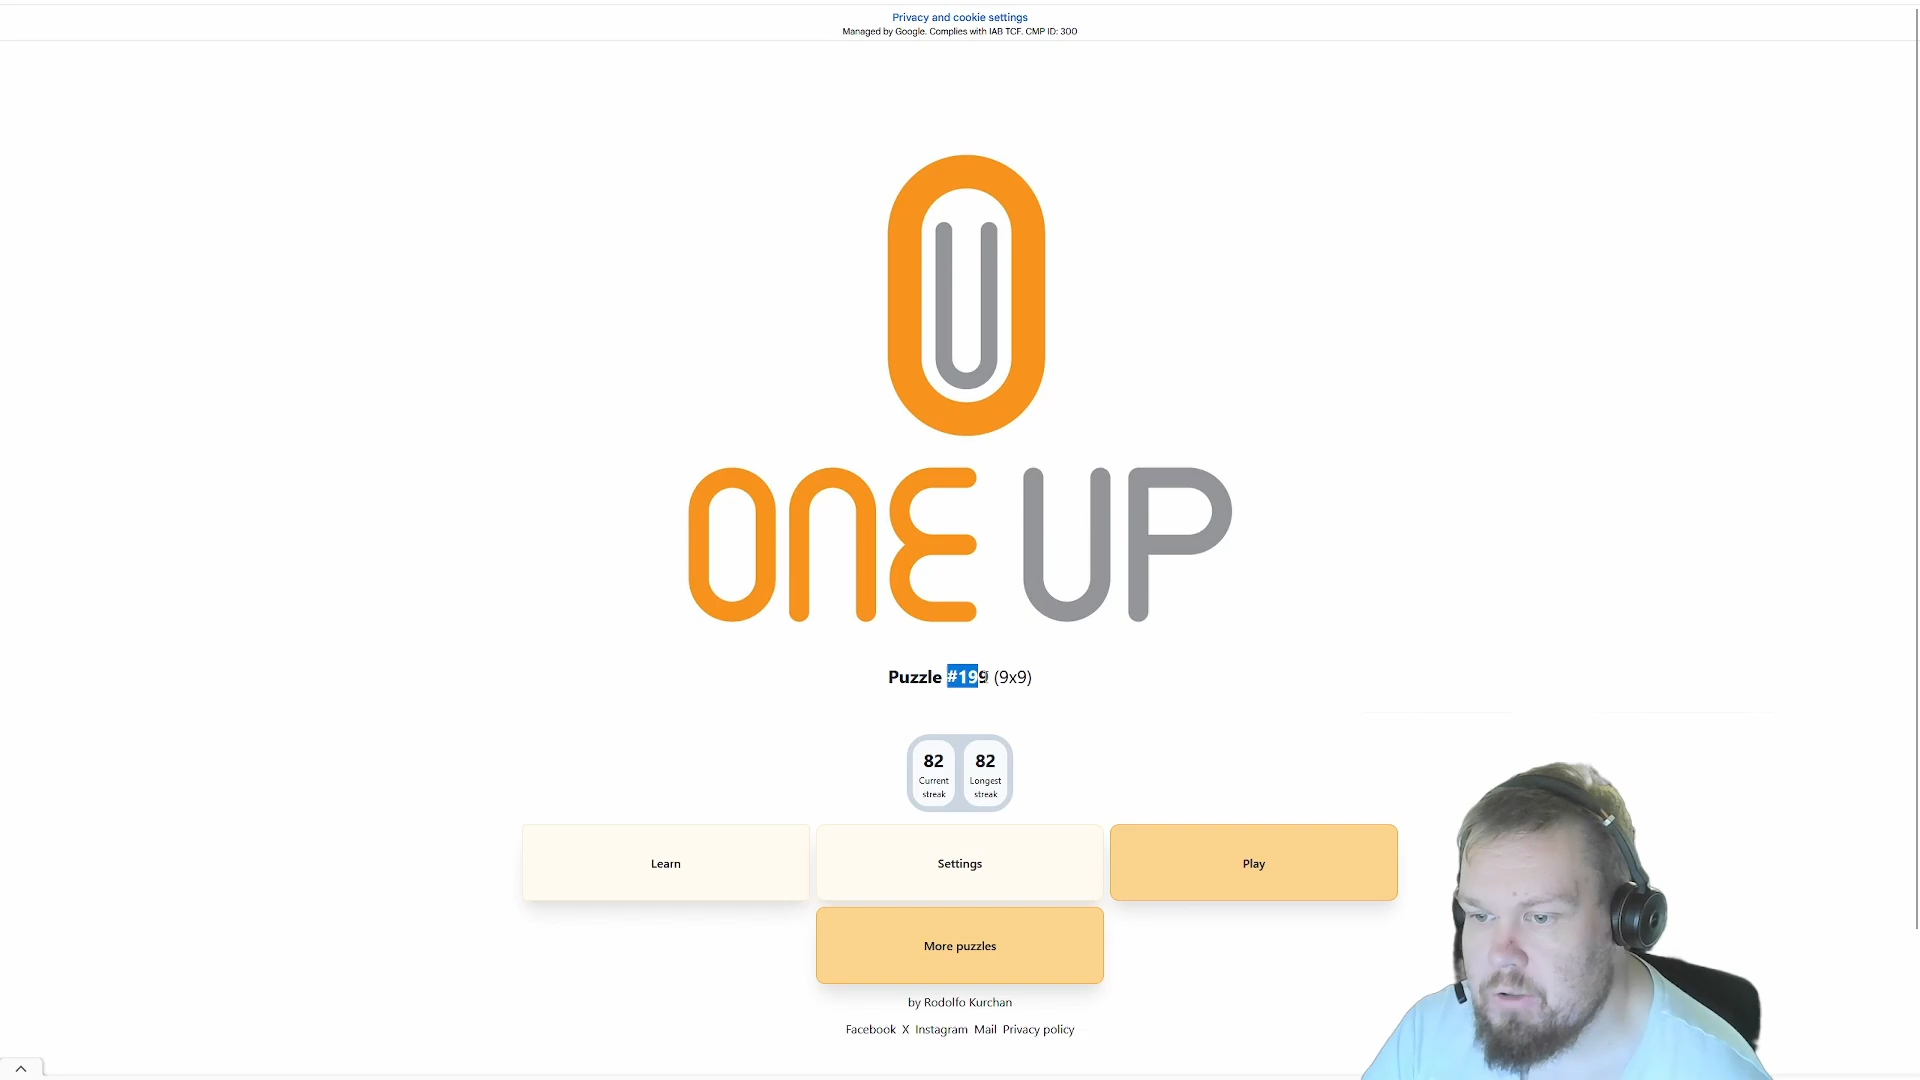 Privacy and cookie settings
Managed by Google. Complies with IAB TCF. CMP ID: 300
U
ONE UP
Puzzle #199 (9x9)
82 82
Current Longest
streak streak
Learn Settings Play
More puzzles
by Rodolfo Kurchan
Facebook X Instagram Mail Privacy policy